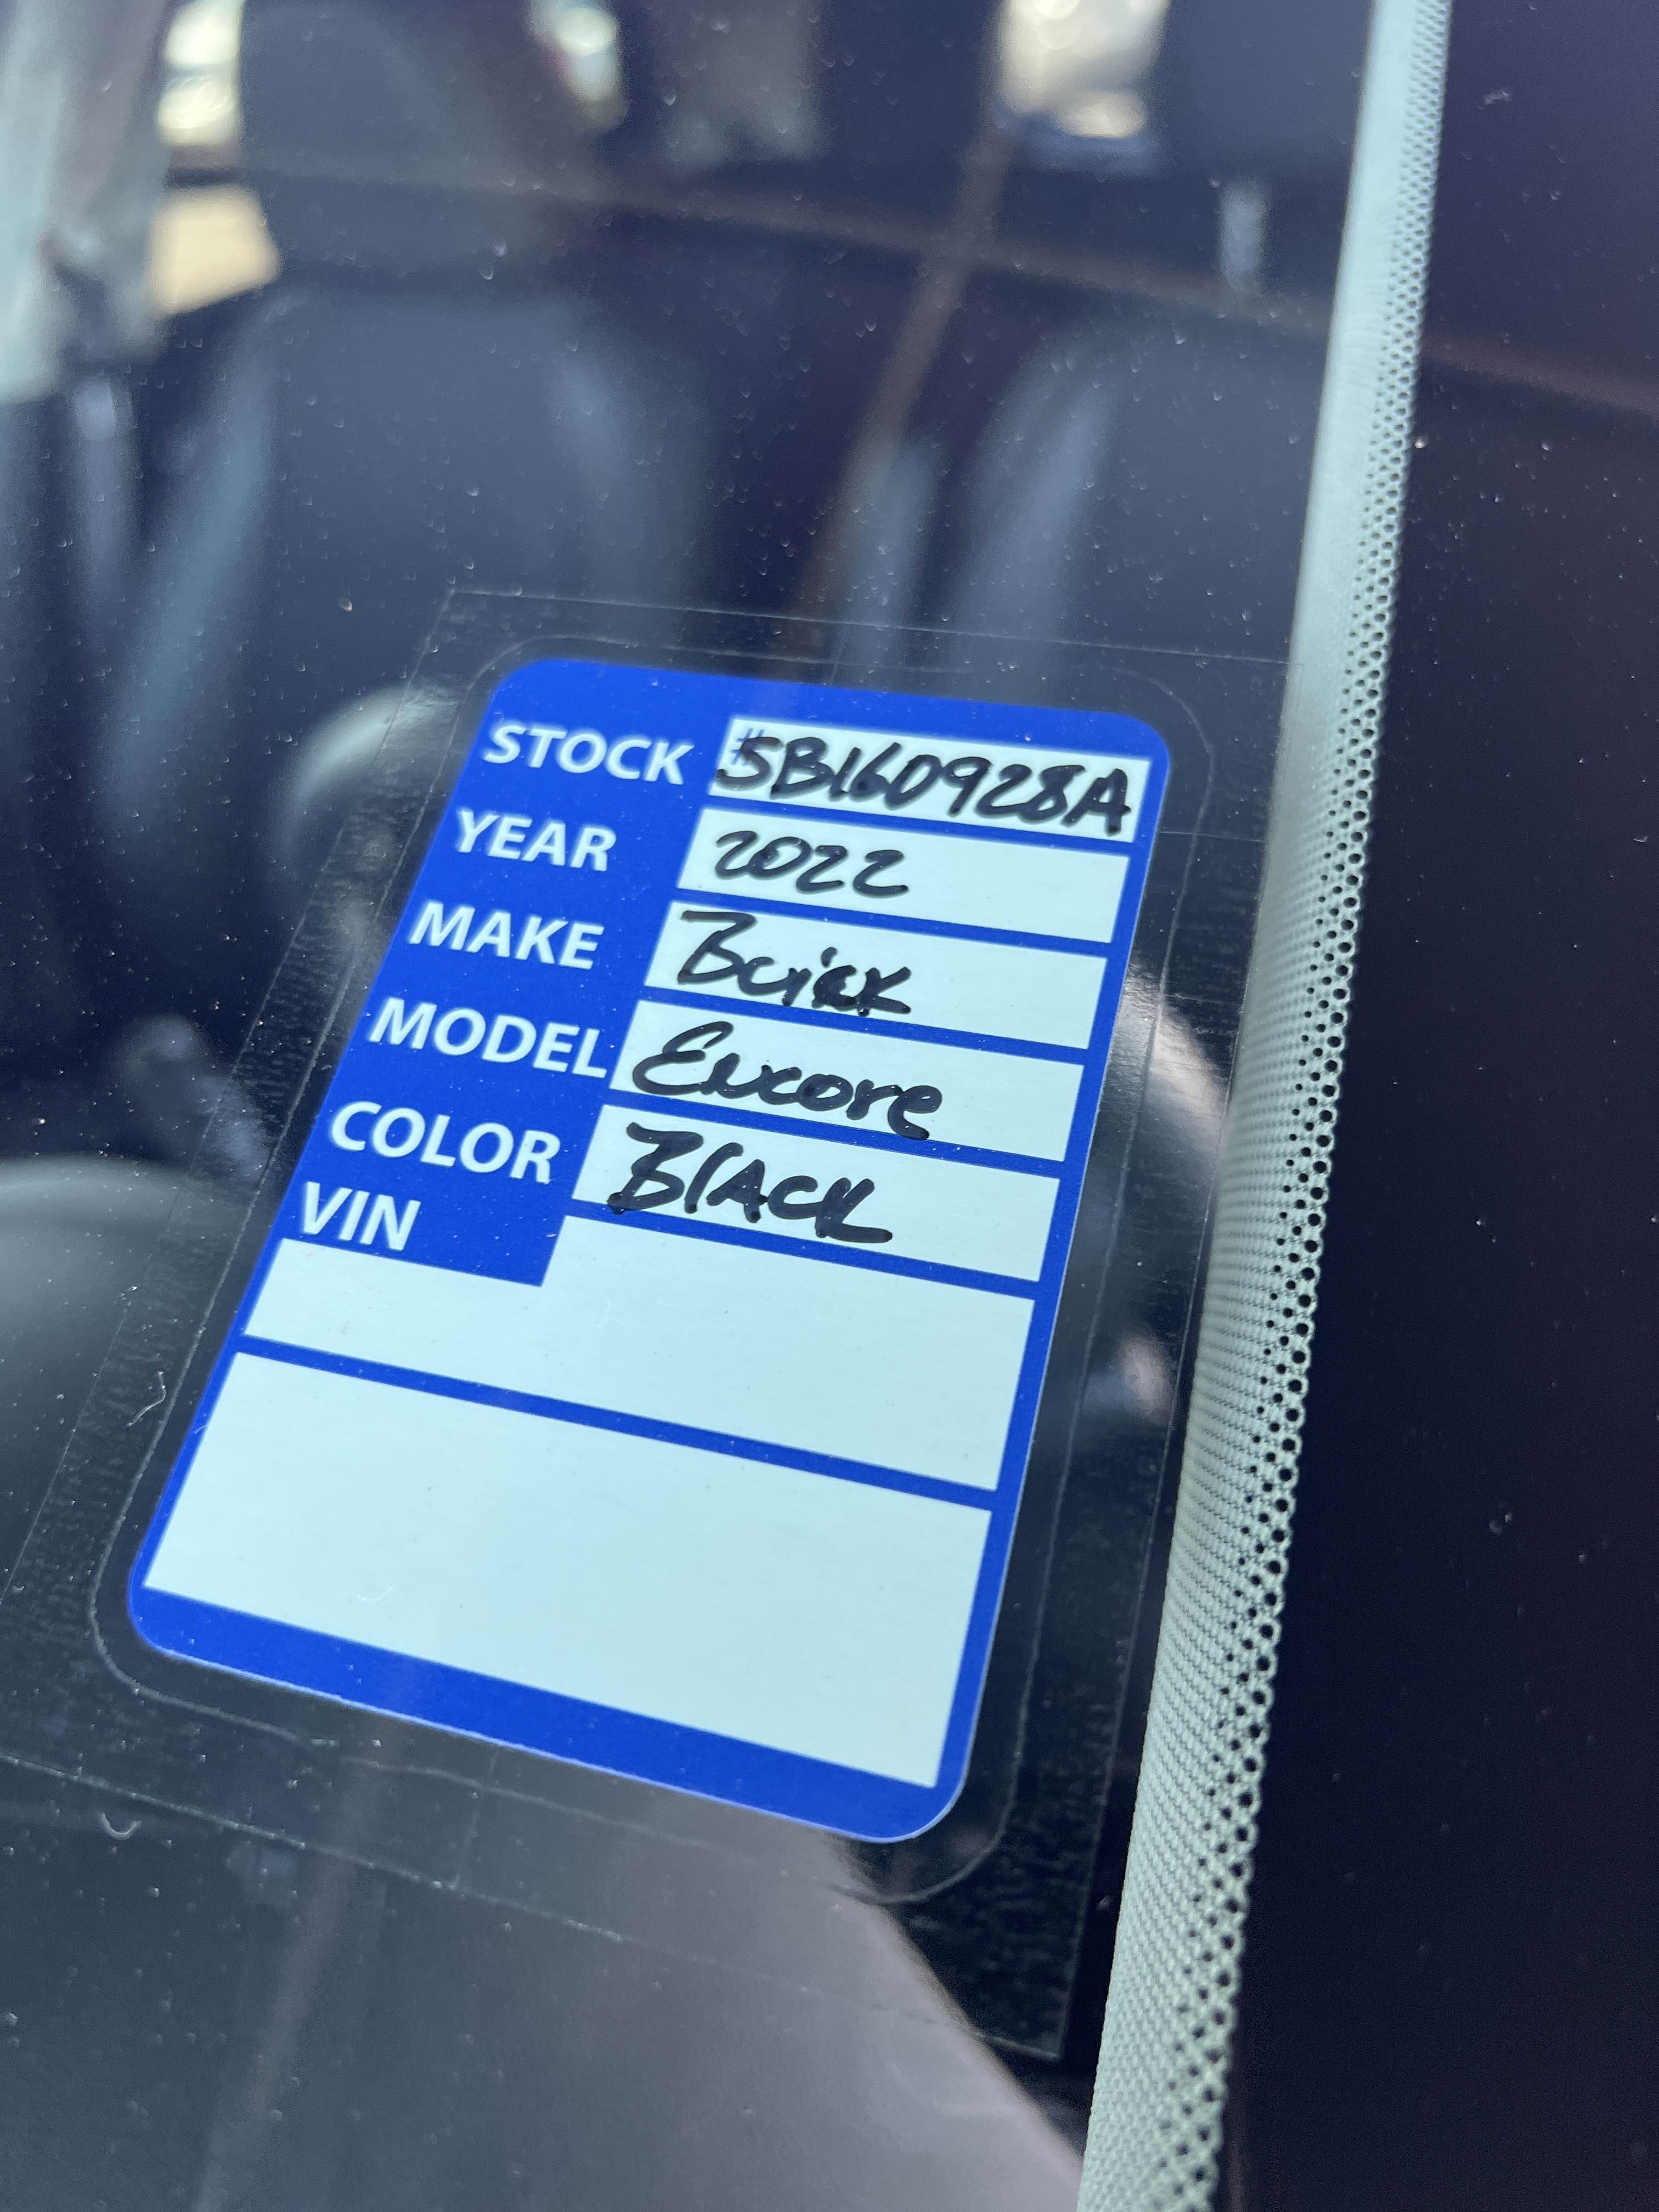 STOCK #5B160928A
YEAR 2022
MAKE Buick
MODEL Encore
COLOR BlACK
VIN